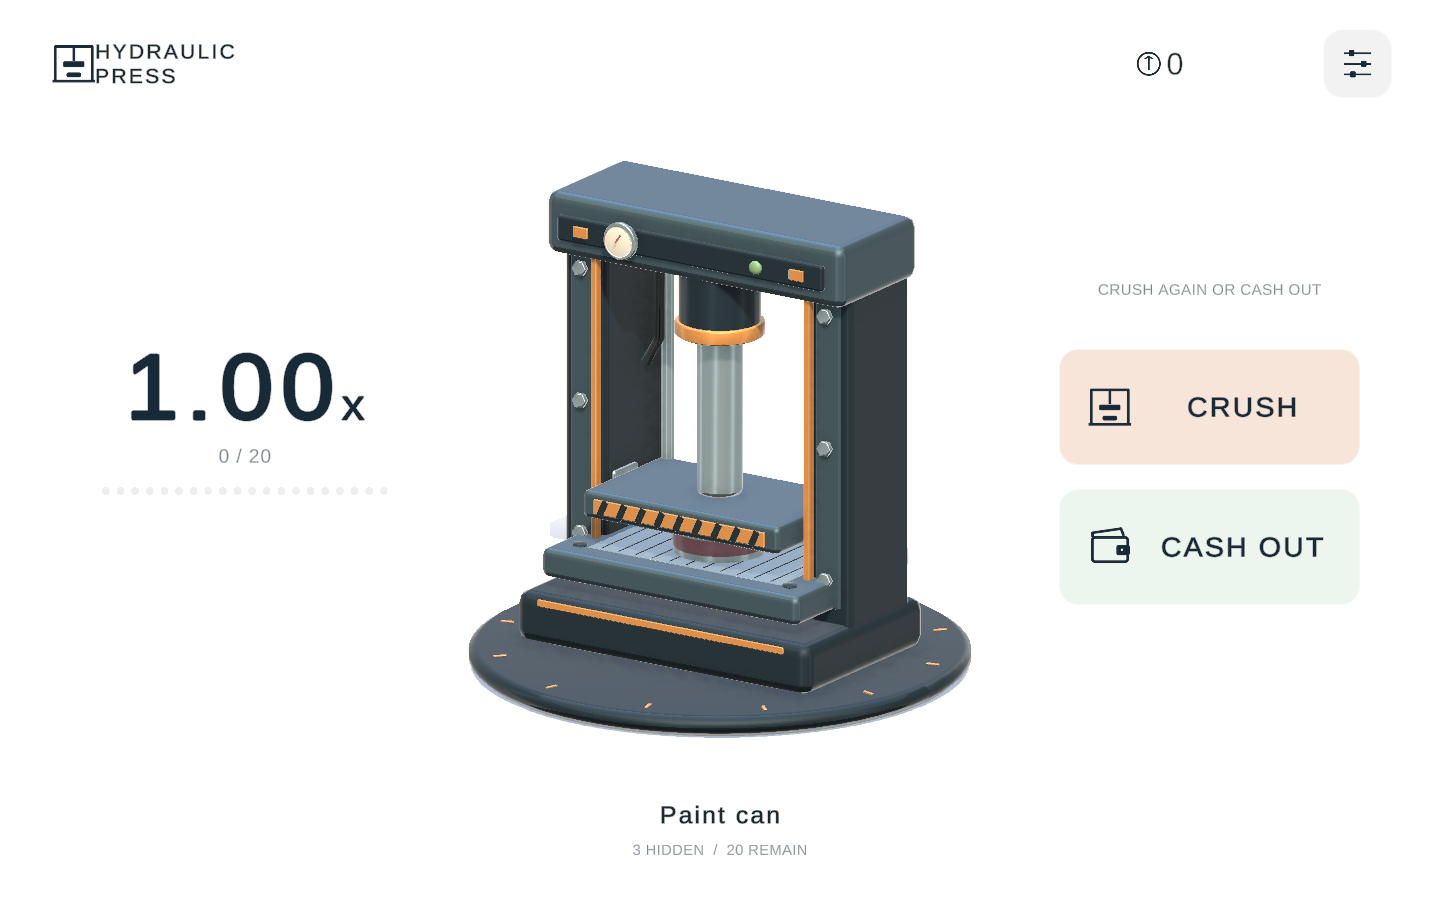 HYDRAULIC
PRESS
0
CRUSH AGAIN OR CASH OUT
1.00x
0 / 20
CRUSH
CASH OUT
Paint can
3 HIDDEN / 20 REMAIN